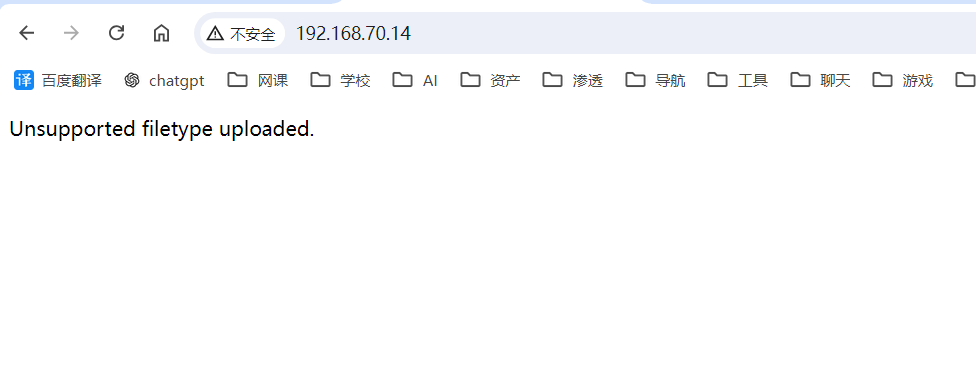 不安全 192.168.70.14
译 百度翻译 chatgpt 网课 学校 AI 资产 渗透 导航 工具 聊天 游戏
Unsupported filetype uploaded.